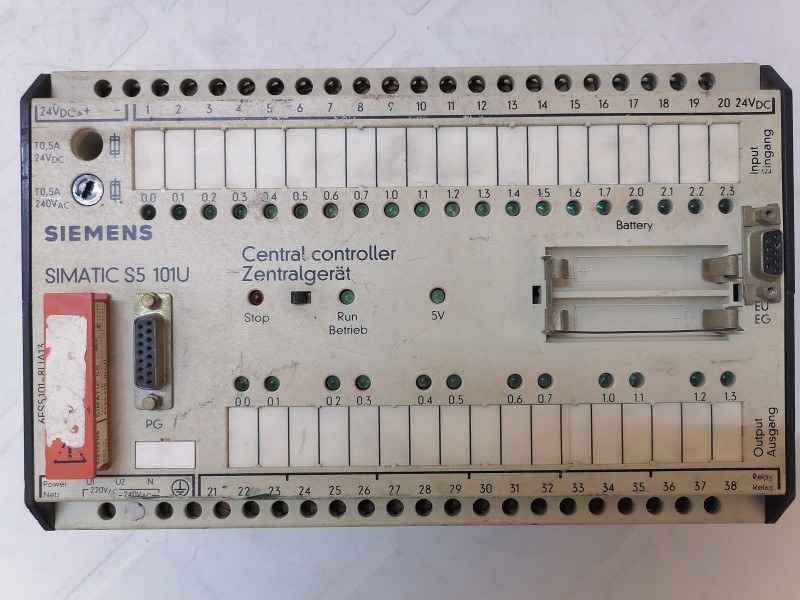 24VDC + - 1 2 3 4 5 6 7 8 9 10 11 12 13 14 15 16 17 18 19 20 24VDC
T0,5A
24VDC
T0,5A
240VAC
Input
Eingang
0.0 0.1 0.2 0.3 0.4 0.5 0.6 0.7 1.0 1.1 1.2 1.3 1.4 1.5 1.6 1.7 2.0 2.1 2.2 2.3
SIEMENS
Battery
SIMATIC S5 101U
Central controller
Zentralgerät
Stop
Run
Betrieb
5V
EU
EG
6ES5 101-8UA13
SIMATIC S5
PG
0.0 0.1 0.2 0.3 0.4 0.5 0.6 0.7 1.0 1.1 1.2 1.3
Output
Ausgang
Power
Netz
U1 U2 N
220VAC 240VAC
21 22 23 24 25 26 27 28 29 30 31 32 33 34 35 36 37 38
Relay
Relais